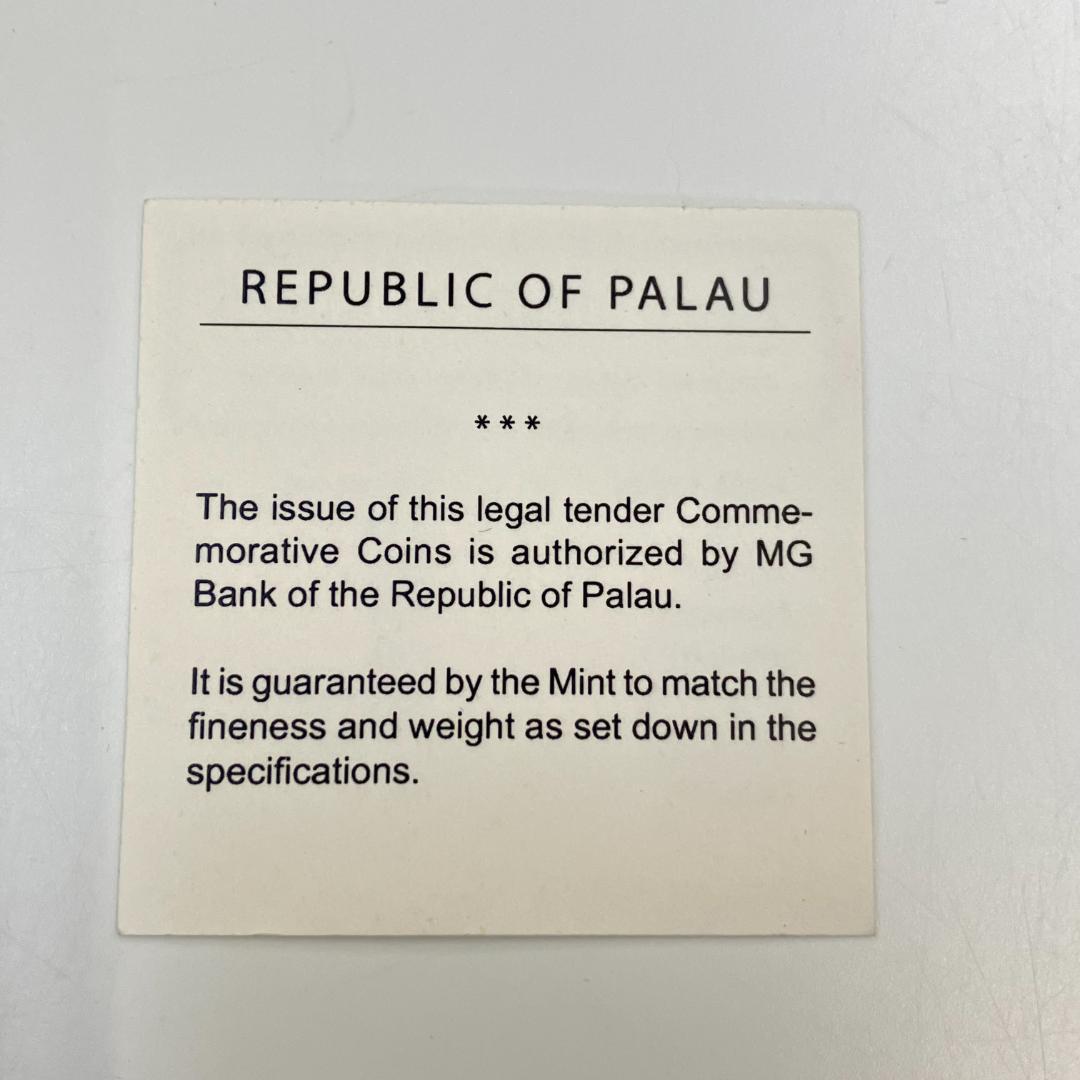 REPUBLIC OF PALAU
***
The issue of this legal tender Comme-
morative Coins is authorized by MG
Bank of the Republic of Palau.
It is guaranteed by the Mint to match the
fineness and weight as set down in the
specifications.